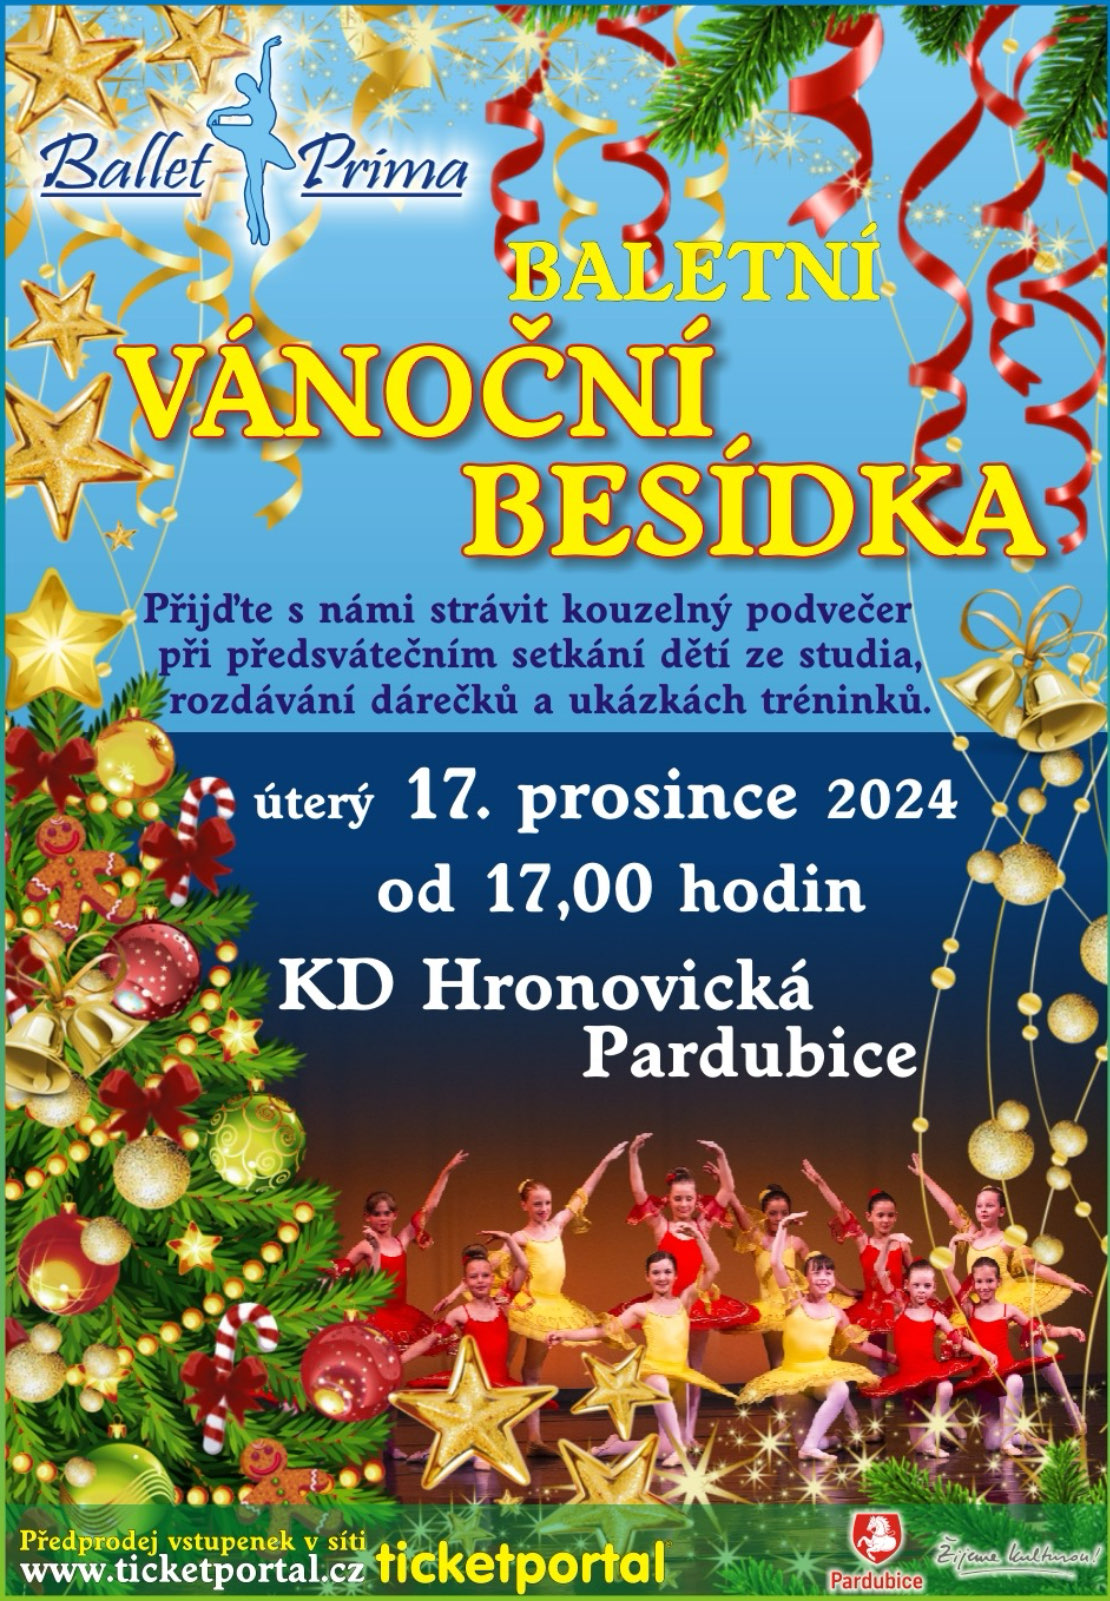 Ballet Prima
BALETNÍ
VÁNOČNÍ
BESÍDKA
Přijďte s námi strávit kouzelný podvečer
při předsvátečním setkání dětí ze studia,
rozdávání dárečků a ukázkách tréninků.
úterý 17. prosince 2024
od 17,00 hodin
KD Hronovická
Pardubice
Předprodej vstupenek v síti
www.ticketportal.cz ticketportal
Pardubice
Žijeme kulturou!